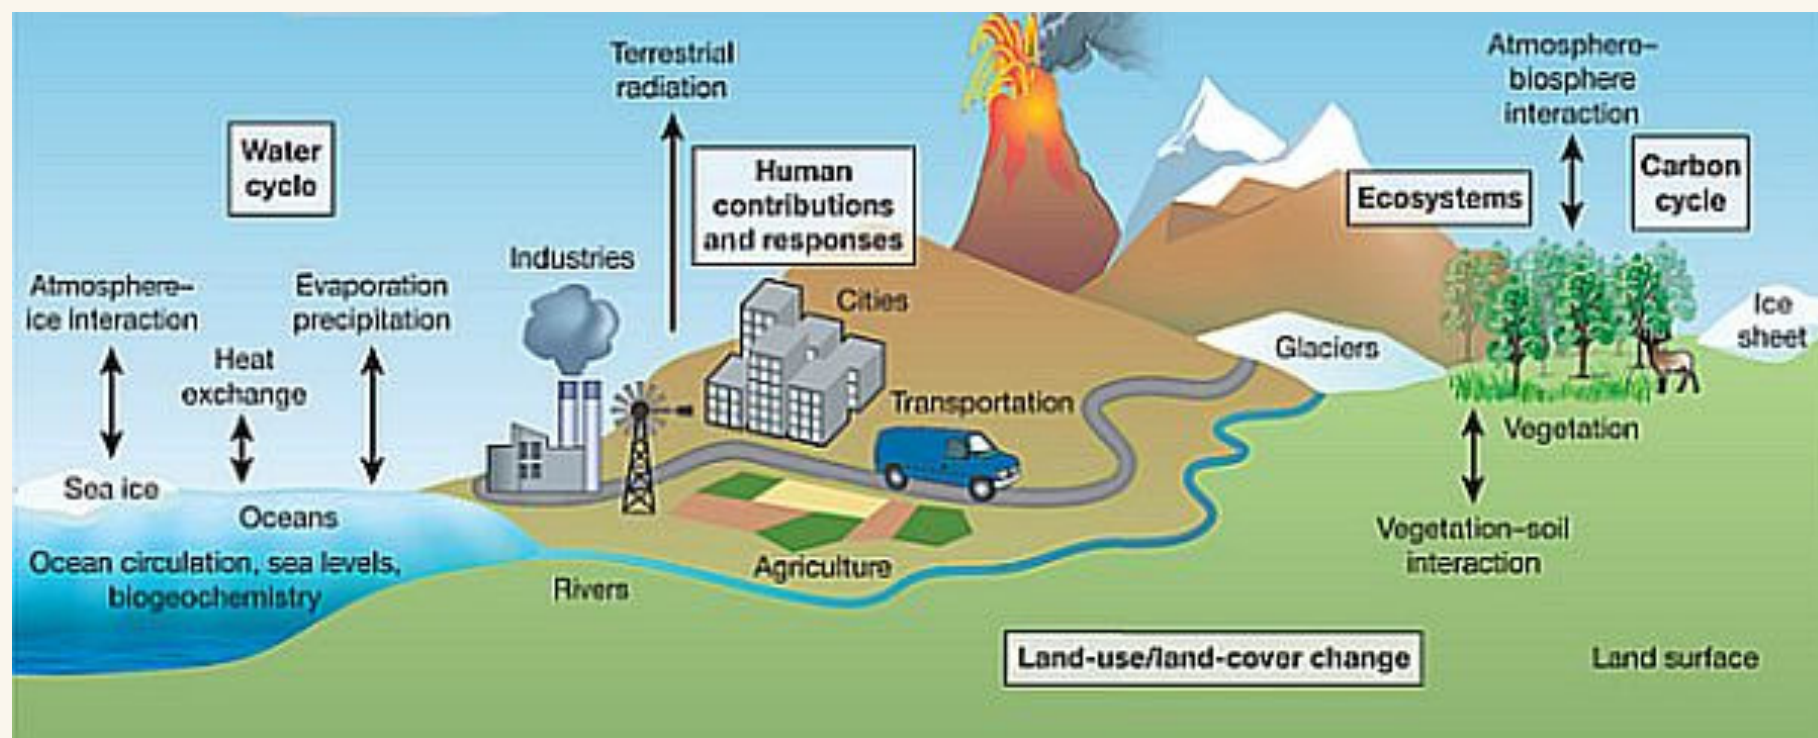 Terrestrial
radiation
Atmosphero–
biosphere
interaction
Water
cyclo
Human
contributions
and responses
Ecosystems
Carbon
cycle
Industries
Atmosphere–
ice Interaction
Evaporation
precipitation
Cities
Heat
exchange
Glaciers
Ice
sheet
Transportation
Vegetation
Sea ice
Oceans
Ocean circulation, sea levels,
biogeochemistry
Rivers
Agriculture
Vegetation–soil
interaction
Land-use/land-cover change
Land surface